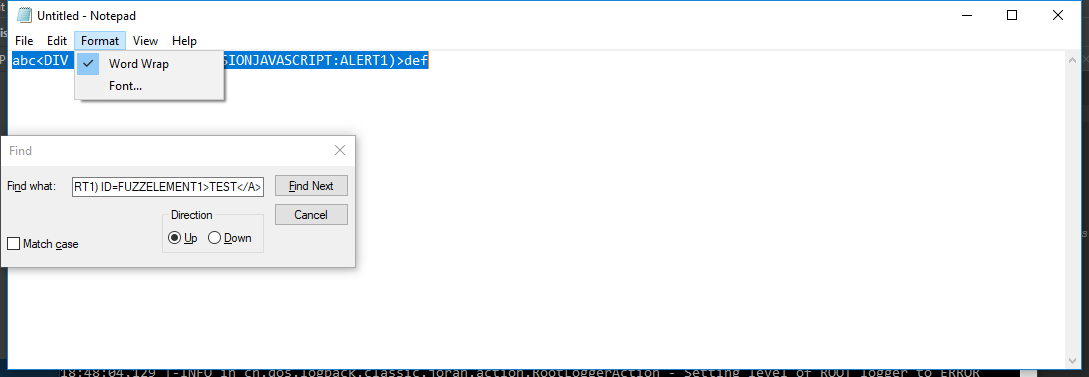 Untitled - Notepad
File Edit Format View Help
abc<DIV SIONJAVASCRIPT:ALERT1)>def
Word Wrap
Font...
Find
Find what: RT1) ID=FUZZELEMENT1>TEST</A> Find Next
Direction Cancel
Up Down
Match case
18:48:04.129 |-INFO in ch.qos.logback.classic.joran.action.RootLoggerAction - Setting level of ROOT logger to ERROR